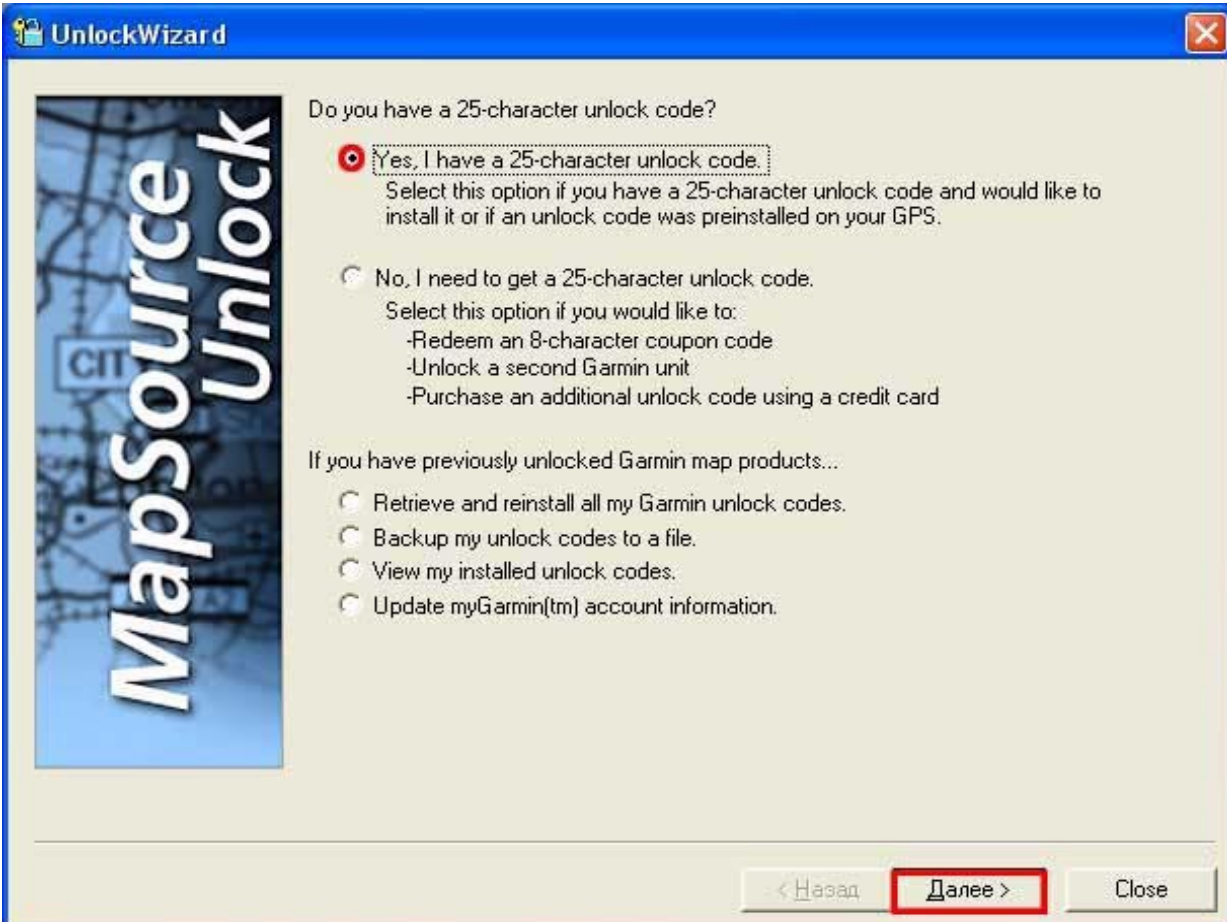 UnlockWizard
MapSource
Unlock
CIT
Do you have a 25-character unlock code?
Yes, I have a 25-character unlock code.
Select this option if you have a 25-character unlock code and would like to
install it or if an unlock code was preinstalled on your GPS.
No, I need to get a 25-character unlock code.
Select this option if you would like to:
-Redeem an 8-character coupon code
-Unlock a second Garmin unit
-Purchase an additional unlock code using a credit card
If you have previously unlocked Garmin map products...
Retrieve and reinstall all my Garmin unlock codes.
Backup my unlock codes to a file.
View my installed unlock codes.
Update myGarmin(tm) account information.
< Назад
Далее >
Close